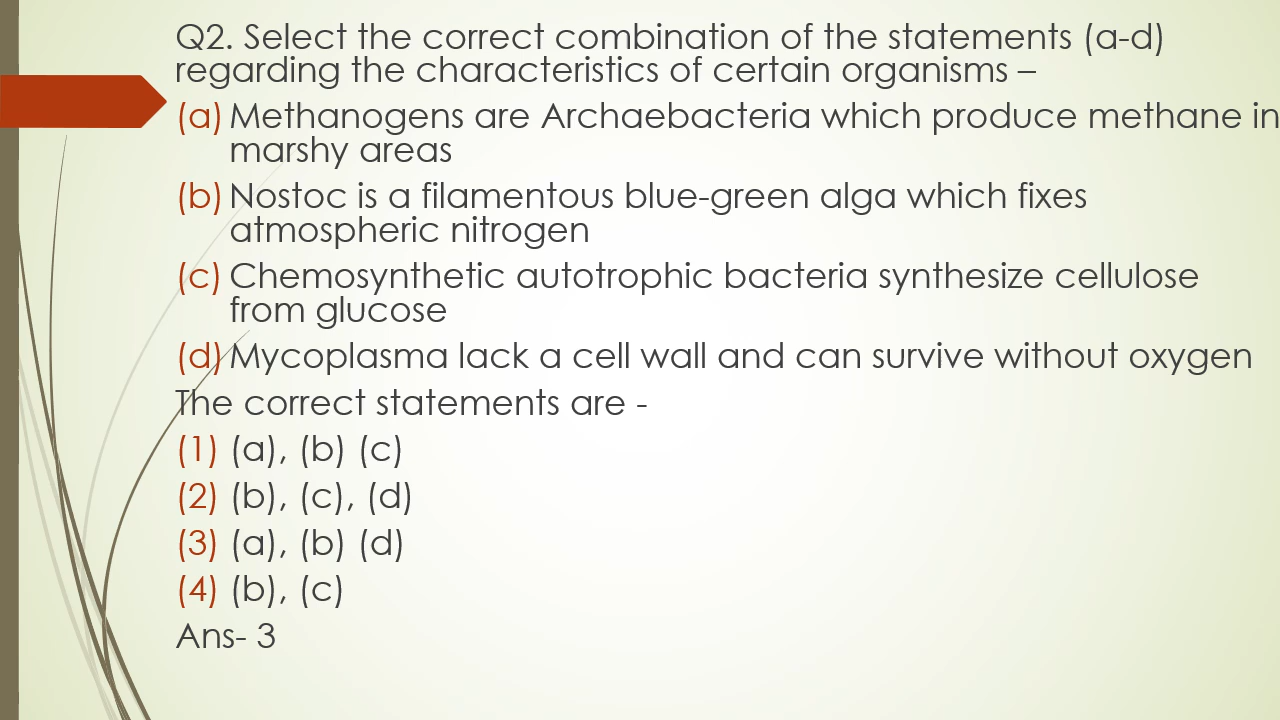 Q2. Select the correct combination of the statements (a-d)
regarding the characteristics of certain organisms –
(a) Methanogens are Archaebacteria which produce methane in
marshy areas
(b) Nostoc is a filamentous blue-green alga which fixes
atmospheric nitrogen
(c) Chemosynthetic autotrophic bacteria synthesize cellulose
from glucose
(d) Mycoplasma lack a cell wall and can survive without oxygen
The correct statements are -
(1) (a), (b) (c)
(2) (b), (c), (d)
(3) (a), (b) (d)
(4) (b), (c)
Ans- 3